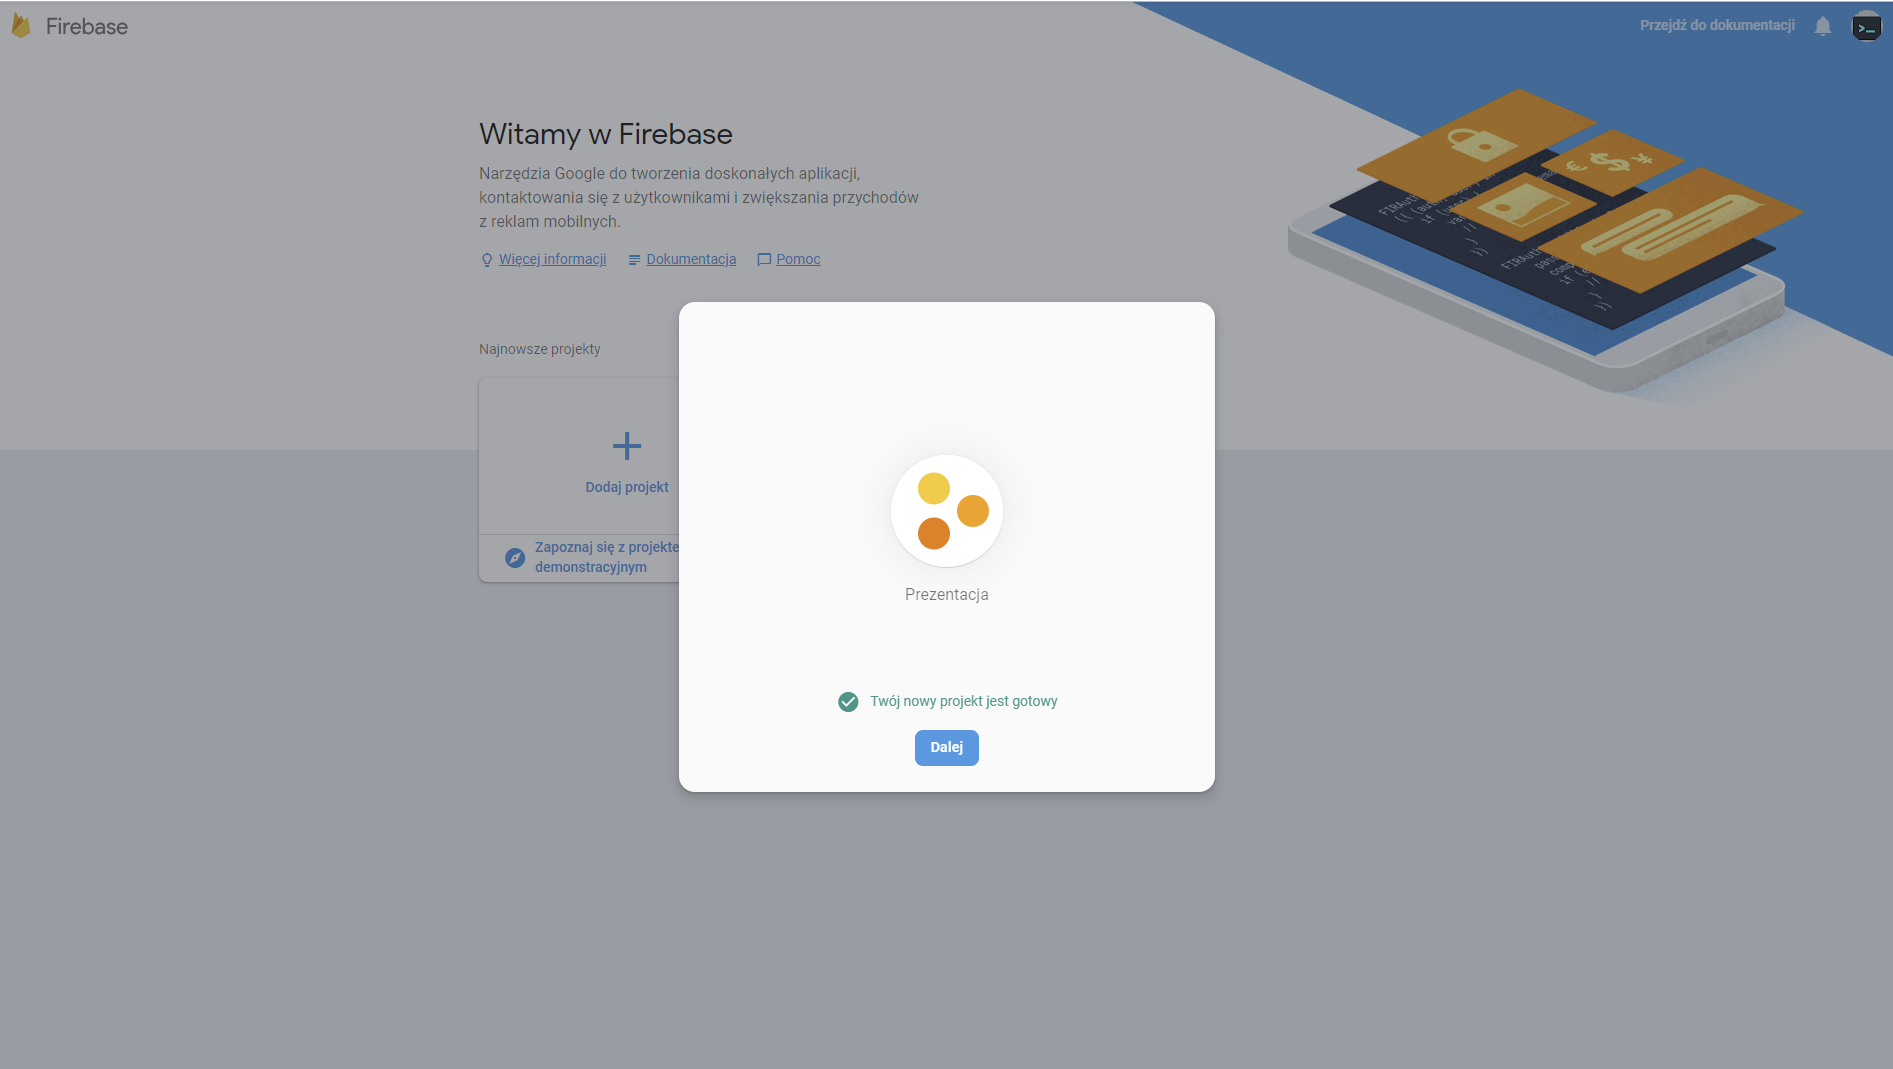 Firebase
Przejdź do dokumentacji
Witamy w Firebase
Narzędzia Google do tworzenia doskonałych aplikacji,
kontaktowania się z użytkownikami i zwiększania przychodów
z reklam mobilnych.
Więcej informacji Dokumentacja Pomoc
Najnowsze projekty
Dodaj projekt
Zapoznaj się z projekte
demonstracyjnym
Prezentacja
Twój nowy projekt jest gotowy
Dalej